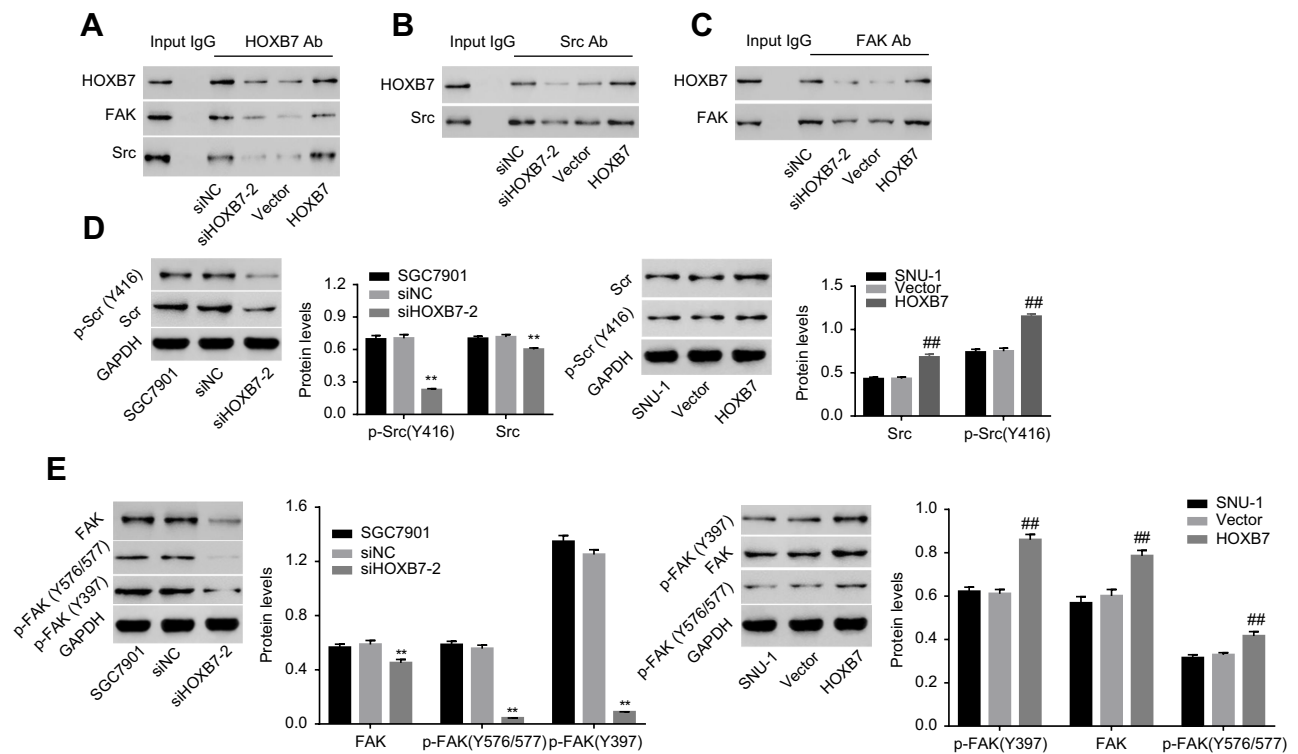 A
Input IgG HOXB7 Ab
HOXB7
FAK
Src
siNC
siHOXB7-2
Vector
HOXB7
B
Input IgG Src Ab
HOXB7
Src
siNC
siHOXB7-2
Vector
HOXB7
C
Input IgG FAK Ab
HOXB7
FAK
siNC
siHOXB7-2
Vector
HOXB7
D
p-Scr (Y416)
Scr
GAPDH
SGC7901
siNC
siHOXB7-2
Protein levels
1.2
0.9
0.6
0.3
0.0
SGC7901
siNC
siHOXB7-2
**
**
p-Src(Y416) Src
Scr
p-Scr (Y416)
GAPDH
SNU-1
Vector
HOXB7
Protein levels
1.5
1.0
0.5
0.0
SNU-1
Vector
HOXB7
##
##
Src p-Src(Y416)
E
FAK
p-FAK (Y576/577)
p-FAK (Y397)
GAPDH
SGC7901
siNC
siHOXB7-2
Protein levels
1.6
1.2
0.8
0.4
0.0
SGC7901
siNC
siHOXB7-2
**
**
**
FAK p-FAK(Y576/577) p-FAK(Y397)
p-FAK (Y397)
FAK
p-FAK (Y576/577)
GAPDH
SNU-1
Vector
HOXB7
Protein levels
1.0
0.8
0.6
0.4
0.2
0.0
SNU-1
Vector
HOXB7
##
##
##
p-FAK(Y397) FAK p-FAK(Y576/577)